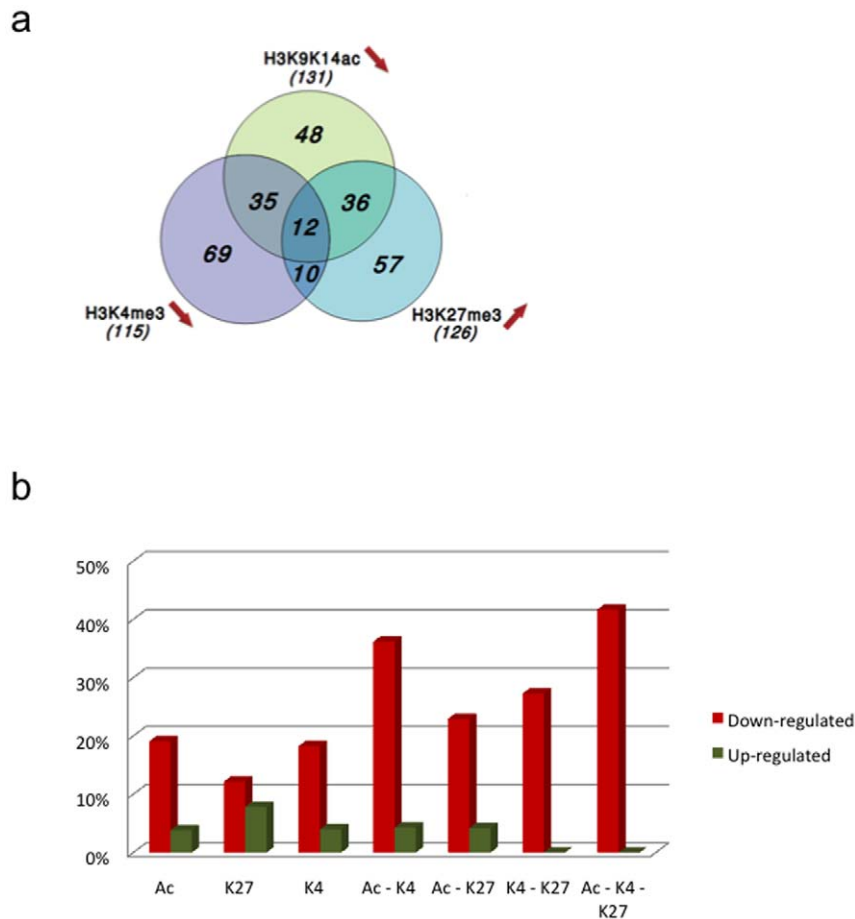 a
H3K9K14ac
(131)
48
35
36
12
69
10
57
H3K4me3
(115)
H3K27me3
(126)
b
50%
40%
30%
20%
10%
0%
Down-regulated
Up-regulated
Ac
K27
K4
Ac - K4
Ac - K27
K4 - K27
Ac - K4 -
K27